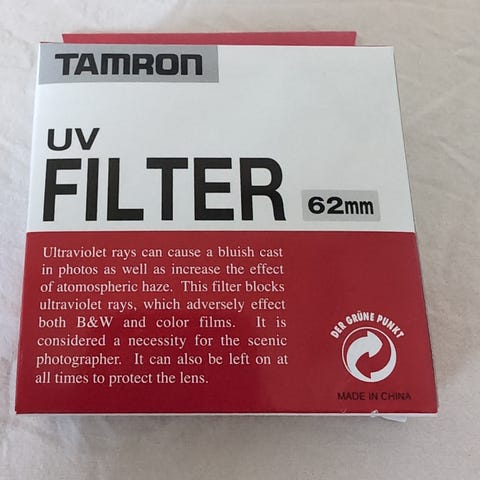 TAMRON
UV
FILTER
62mm
Ultraviolet rays can cause a bluish cast
in photos as well as increase the effect
of atomospheric haze. This filter blocks
ultraviolet rays, which adversely effect
both B&W and color films. It is
considered a necessity for the scenic
photographer. It can also be left on at
all times to protect the lens.
DER GRÜNE PUNKT
MADE IN CHINA